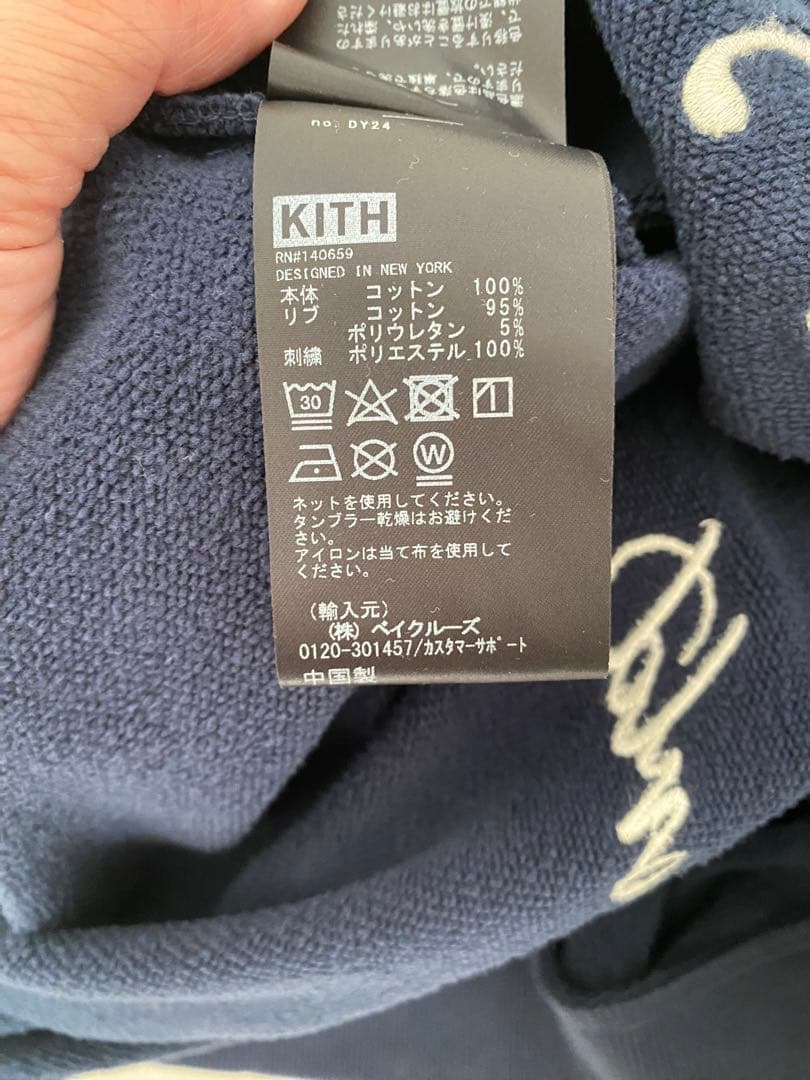 no. DY24
KITH
RN#140659
DESIGNED IN NEW YORK
本体 コットン 100%
リブ コットン 95%
ポリウレタン 5%
刺繍 ポリエステル 100%
30
W
ネットを使用してください。
タンブラー乾燥はお避けくだ
さい。
アイロンは当て布を使用して
ください。
(輸入元)
(株) ベイクルーズ
0120-301457/カスタマーサポート
中国製